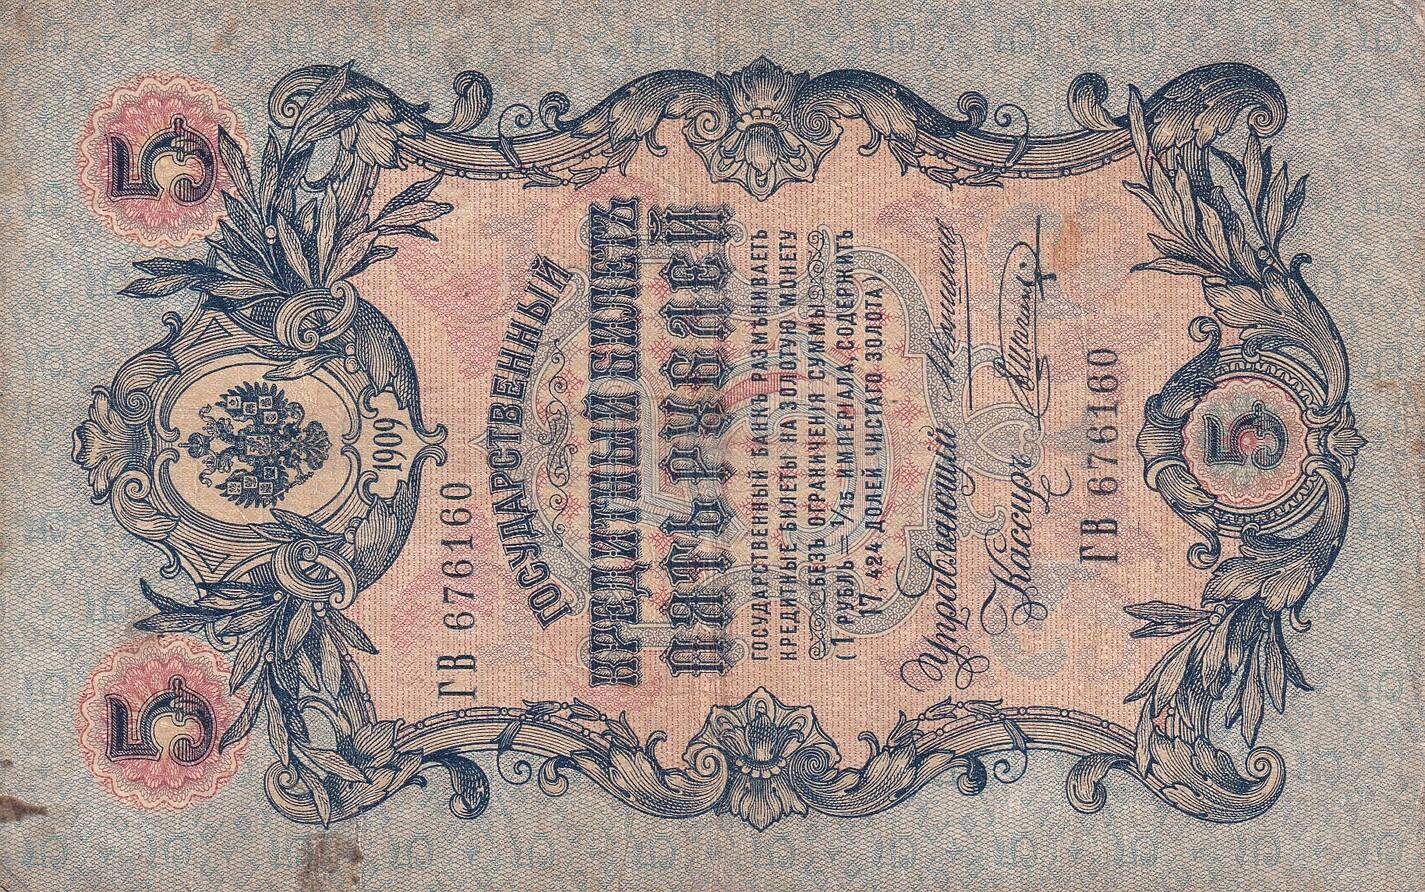 5 5
1909
ГВ 676160
ГОСУДАРСТВЕННЫЙ
КРЕДИТНЫЙ БИЛЕТЪ
ПЯТЬ РУБЛЕЙ
ГОСУДАРСТВЕННЫЙ БАНКЪ РАЗМѢНИВАЕТЪ
КРЕДИТНЫЕ БИЛЕТЫ НА ЗОЛОТУЮ МОНЕТУ
БЕЗЪ ОГРАНИЧЕНІЯ СУММЫ
(1 РУБЛЬ = 1/15 ИМПЕРІАЛА, СОДЕРЖИТЪ
17,424 ДОЛЕЙ ЧИСТАГО ЗОЛОТА)
Управляющій
Кассиръ
ГВ 676160
5